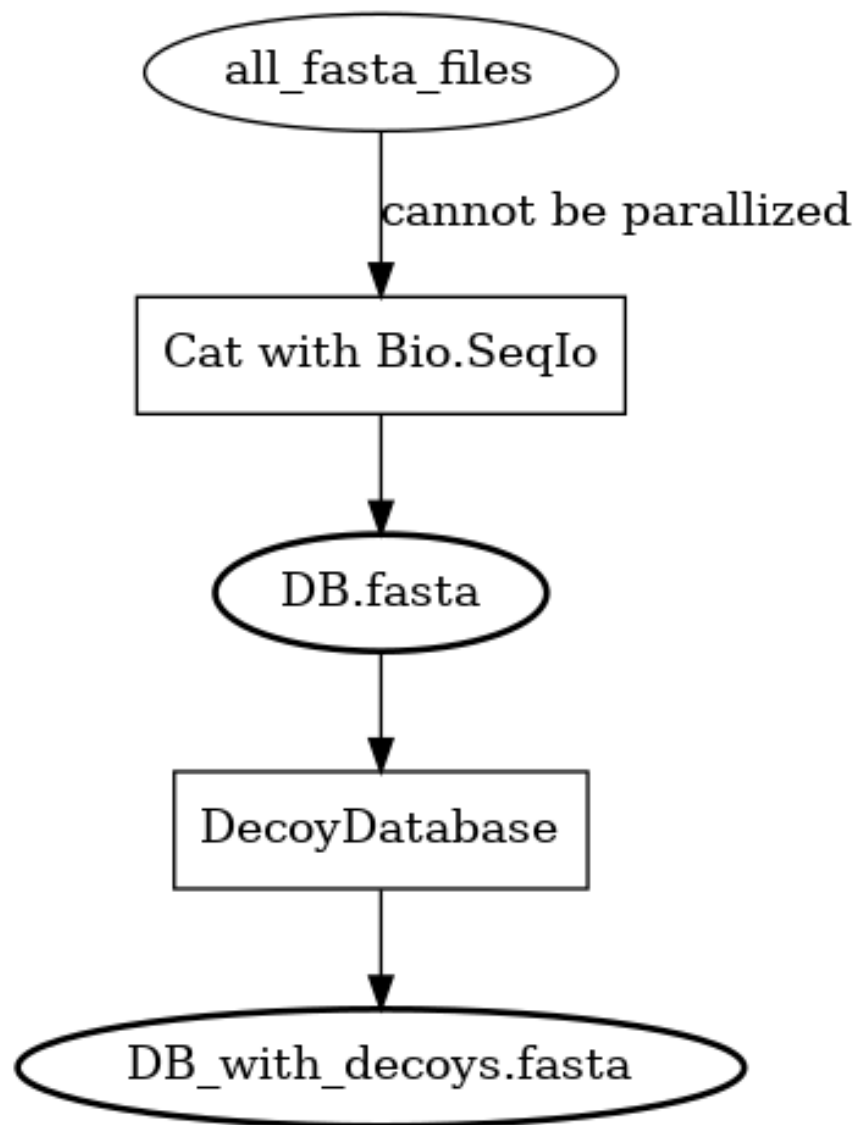 all_fasta_files
cannot be parallized
Cat with Bio.SeqIo
DB.fasta
DecoyDatabase
DB_with_decoys.fasta